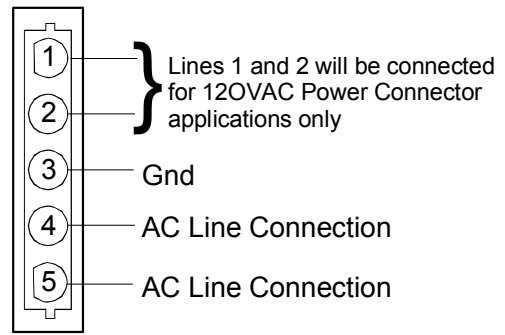 1
2
Lines 1 and 2 will be connected
for 12OVAC Power Connector
applications only
3 Gnd
4 AC Line Connection
5 AC Line Connection